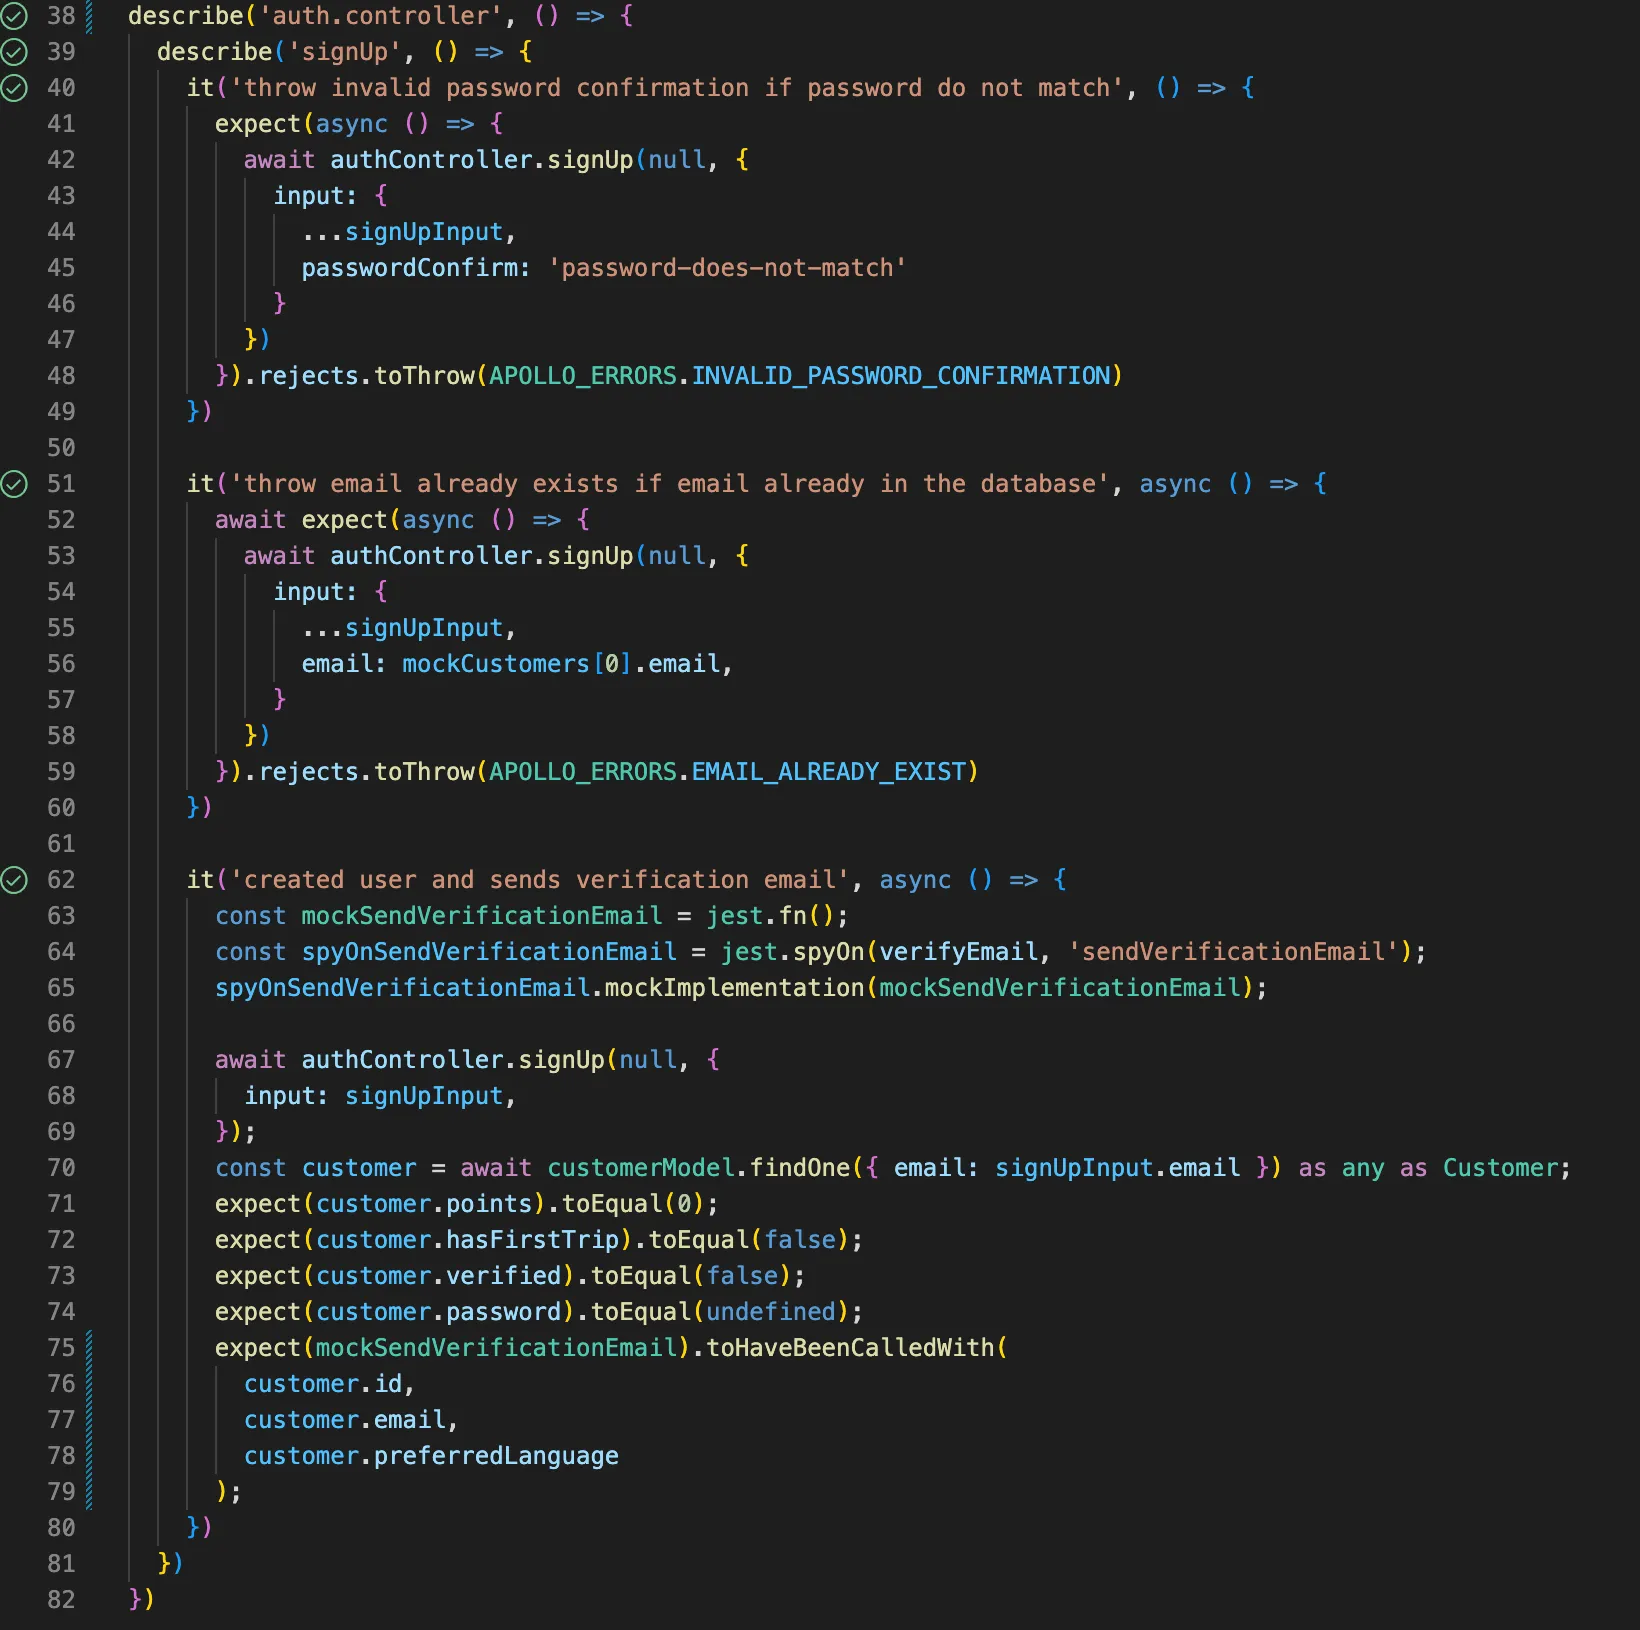 38 describe('auth.controller', () => {
39 describe('signUp', () => {
40 it('throw invalid password confirmation if password do not match', () => {
41 expect(async () => {
42 await authController.signUp(null, {
43 input: {
44 ...signUpInput,
45 passwordConfirm: 'password-does-not-match'
46 }
47 })
48 }).rejects.toThrow(APOLLO_ERRORS.INVALID_PASSWORD_CONFIRMATION)
49 })
50
51 it('throw email already exists if email already in the database', async () => {
52 await expect(async () => {
53 await authController.signUp(null, {
54 input: {
55 ...signUpInput,
56 email: mockCustomers[0].email,
57 }
58 })
59 }).rejects.toThrow(APOLLO_ERRORS.EMAIL_ALREADY_EXIST)
60 })
61
62 it('created user and sends verification email', async () => {
63 const mockSendVerificationEmail = jest.fn();
64 const spyOnSendVerificationEmail = jest.spyOn(verifyEmail, 'sendVerificationEmail');
65 spyOnSendVerificationEmail.mockImplementation(mockSendVerificationEmail);
66
67 await authController.signUp(null, {
68 input: signUpInput,
69 });
70 const customer = await customerModel.findOne({ email: signUpInput.email }) as any as Customer;
71 expect(customer.points).toEqual(0);
72 expect(customer.hasFirstTrip).toEqual(false);
73 expect(customer.verified).toEqual(false);
74 expect(customer.password).toEqual(undefined);
75 expect(mockSendVerificationEmail).toHaveBeenCalledWith(
76 customer.id,
77 customer.email,
78 customer.preferredLanguage
79 );
80 })
81 })
82 })